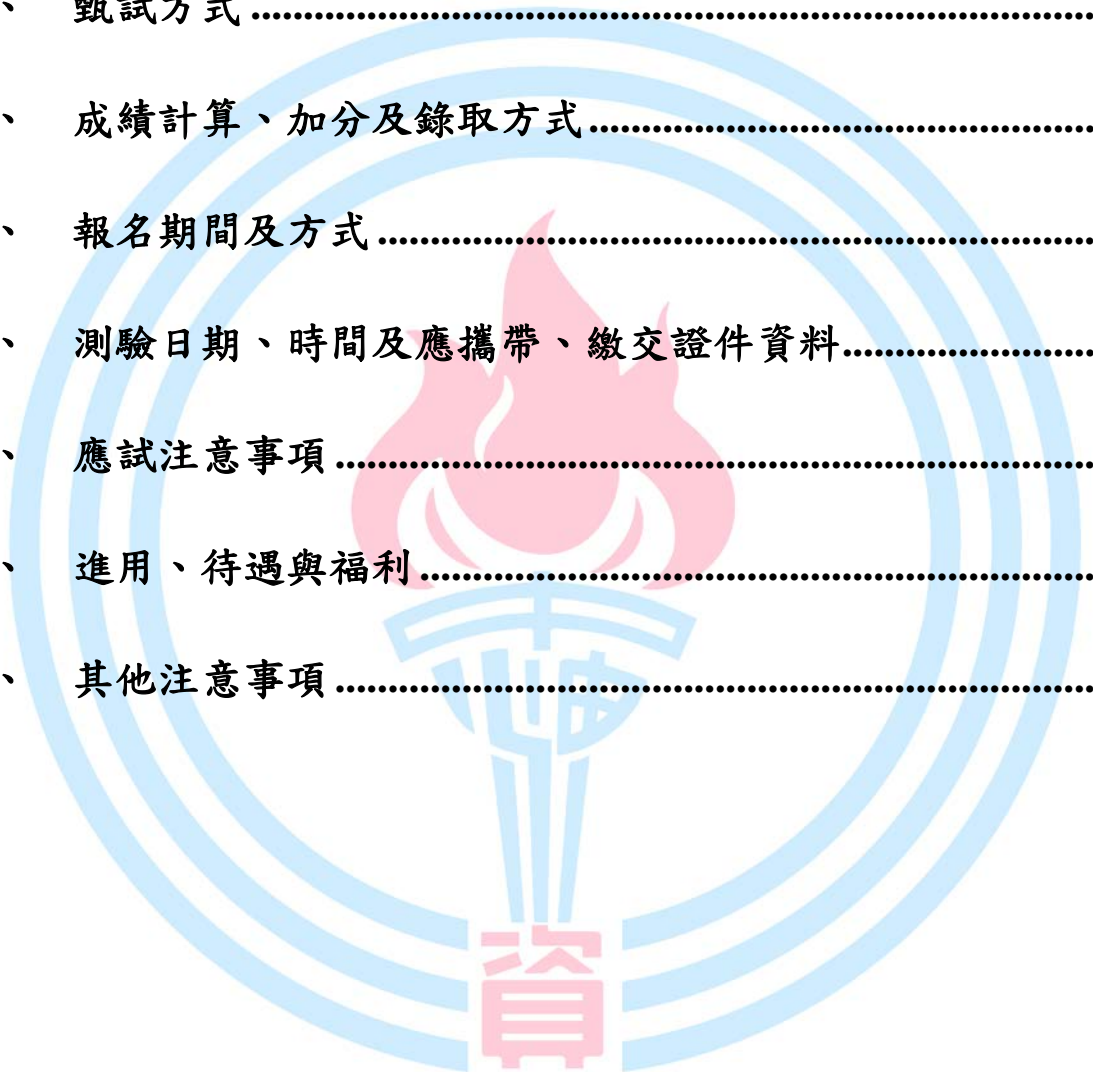 、 甄試方式................................................................................
、 成績計算、加分及錄取方式................................................
、 報名期間及方式....................................................................
、 測驗日期、時間及應攜帶、繳交證件資料........................
、 應試注意事項........................................................................
、 進用、待遇與福利................................................................
、 其他注意事項........................................................................
資